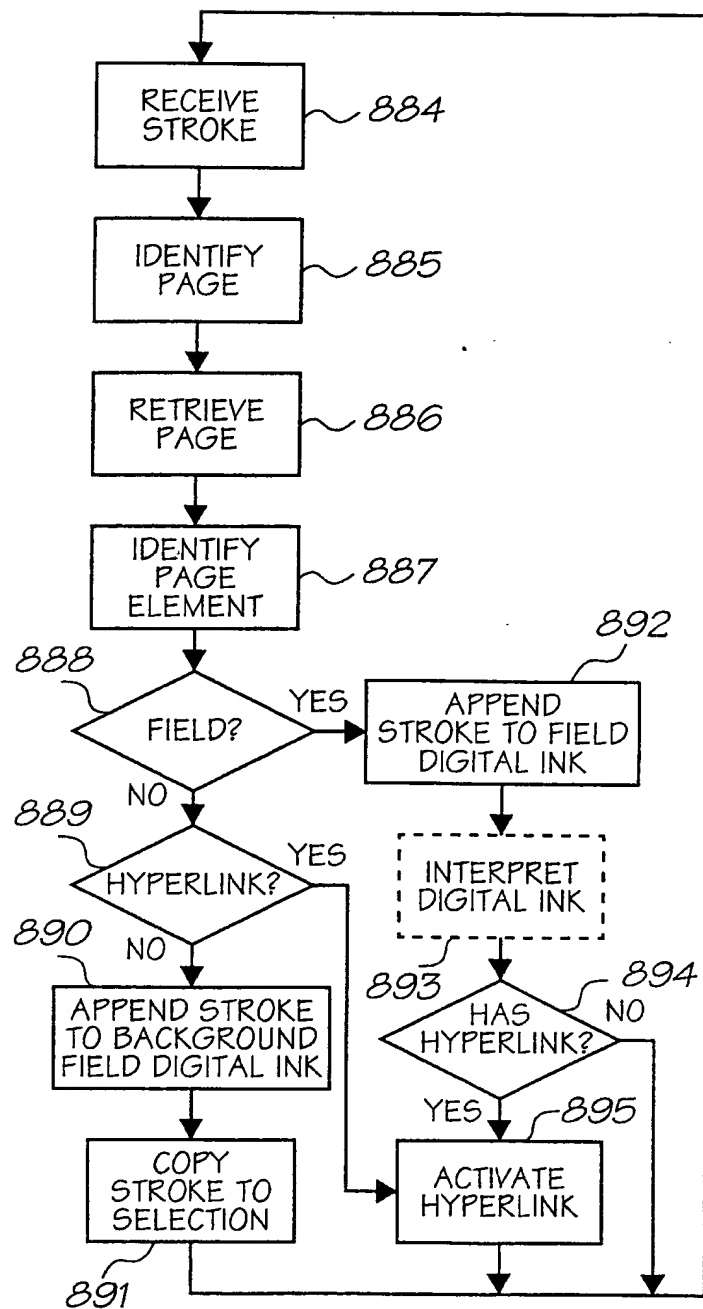 RECEIVE
STROKE
884
IDENTIFY
PAGE
885
RETRIEVE
PAGE
886
IDENTIFY
PAGE
ELEMENT
887
888
FIELD?
YES
892
APPEND
STROKE TO FIELD
DIGITAL INK
NO
889
HYPERLINK?
YES
INTERPRET
DIGITAL INK
893
NO
890
APPEND STROKE
TO BACKGROUND
FIELD DIGITAL INK
894
HAS
HYPERLINK?
NO
YES
895
COPY
STROKE TO
SELECTION
891
ACTIVATE
HYPERLINK